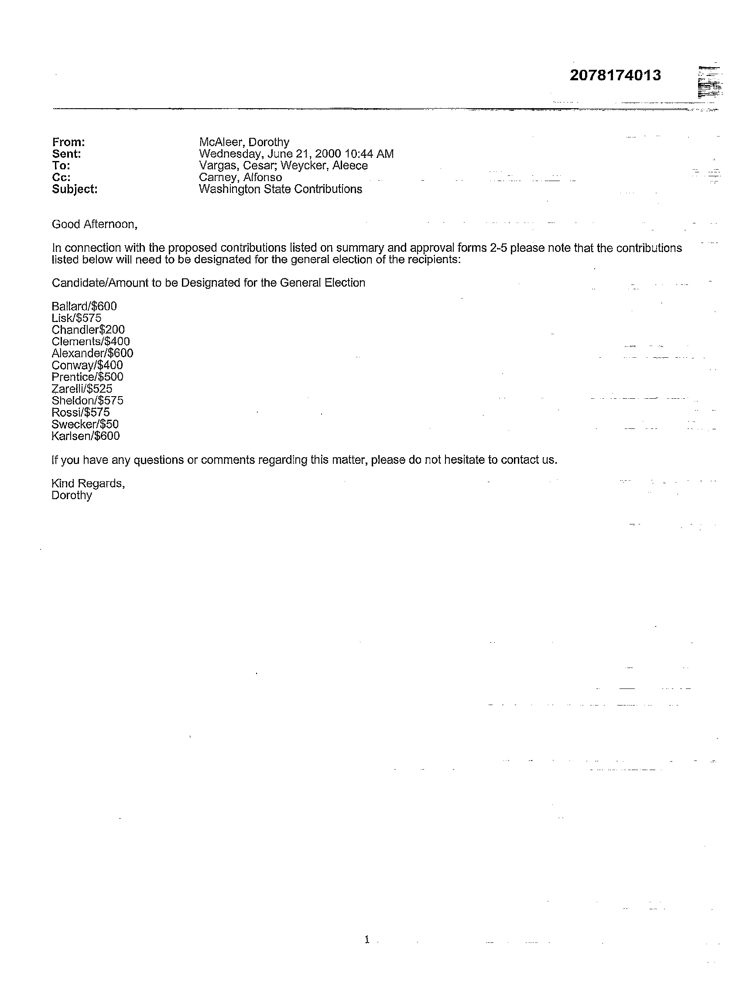 2078174013
From: McAleer, Dorothy
Sent: Wednesday, June 21, 2000 10:44 AM
To: Vargas, Cesar; Weycker, Aleece
Cc: Carney, Alfonso
Subject: Washington State Contributions
Good Afternoon,
In connection with the proposed contributions listed on summary and approval forms 2-5 please note that the contributions
listed below will need to be designated for the general election of the recipients:
Candidate/Amount to be Designated for the General Election
Ballard/$600
Lisk/$575
Chandler$200
Clements/$400
Alexander/$600
Conway/$400
Prentice/$500
Zarelli/$525
Sheldon/$575
Rossi/$575
Swecker/$50
Karlsen/$600
If you have any questions or comments regarding this matter, please do not hesitate to contact us.
Kind Regards,
Dorothy
1